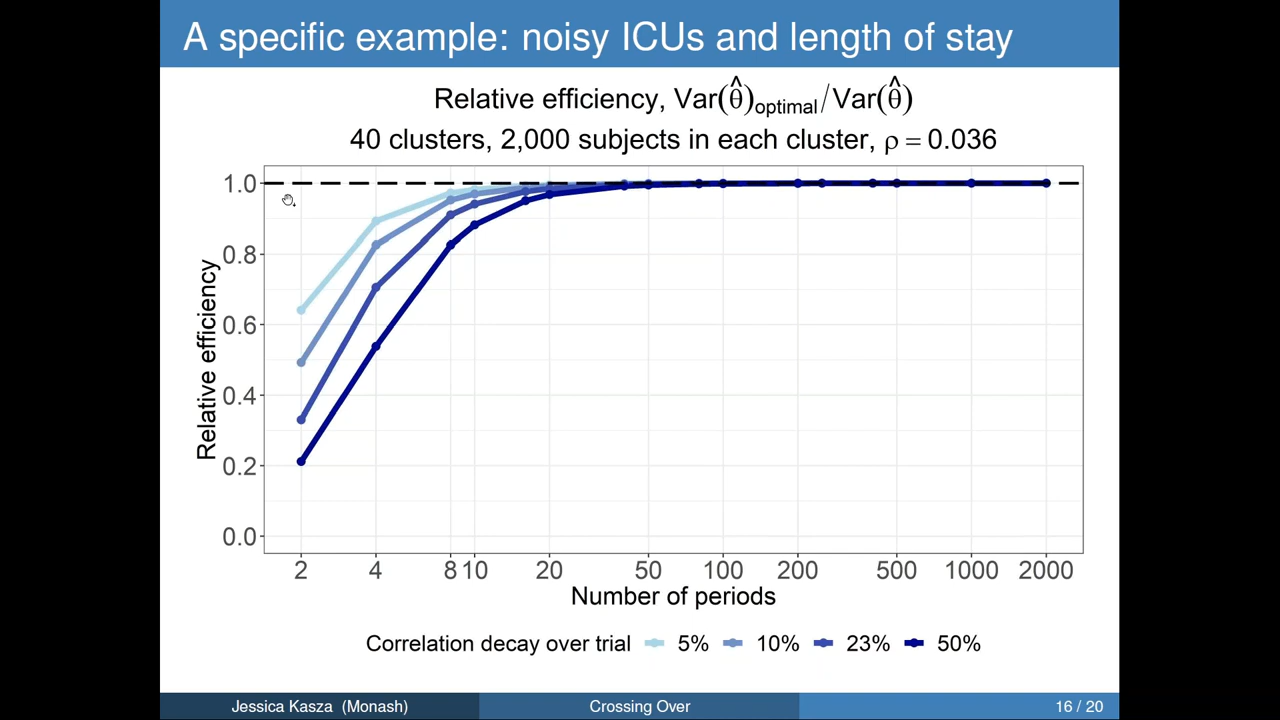 A specific example: noisy ICUs and length of stay
Relative efficiency, Var(θ̂)optimal/Var(θ̂)
40 clusters, 2,000 subjects in each cluster, ρ = 0.036
Relative efficiency
1.0
0.8
0.6
0.4
0.2
0.0
2 4 8 10 20 50 100 200 500 1000 2000
Number of periods
Correlation decay over trial 5% 10% 23% 50%
Jessica Kasza (Monash) Crossing Over 16 / 20